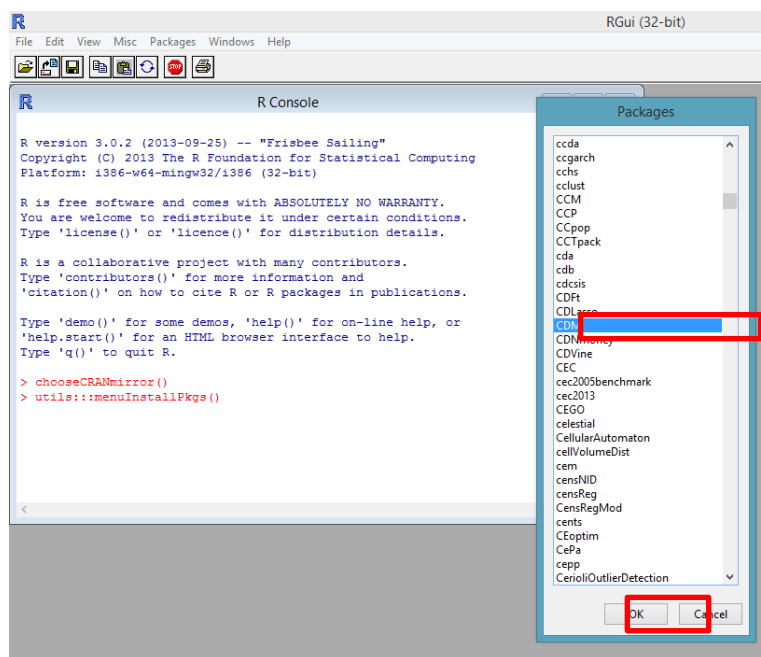 RGui (32-bit)
File Edit View Misc Packages Windows Help
STOP
R Console
R version 3.0.2 (2013-09-25) -- "Frisbee Sailing"
Copyright (C) 2013 The R Foundation for Statistical Computing
Platform: i386-w64-mingw32/i386 (32-bit)
R is free software and comes with ABSOLUTELY NO WARRANTY.
You are welcome to redistribute it under certain conditions.
Type 'license()' or 'licence()' for distribution details.
R is a collaborative project with many contributors.
Type 'contributors()' for more information and
'citation()' on how to cite R or R packages in publications.
Type 'demo()' for some demos, 'help()' for on-line help, or
'help.start()' for an HTML browser interface to help.
Type 'q()' to quit R.
> chooseCRANmirror()
> utils:::menuInstallPkgs()
Packages
ccda
ccgarch
cchs
cclust
CCM
CCP
CCpop
CCTpack
cda
cdb
cdcsis
CDFt
CDLasso
CDM
CDNmoney
CDVine
CEC
cec2005benchmark
cec2013
CEGO
celestial
CellularAutomaton
cellVolumeDist
cem
censNID
censReg
CensRegMod
cents
CEoptim
CePa
cepp
CerioliOutlierDetection
OK Cancel